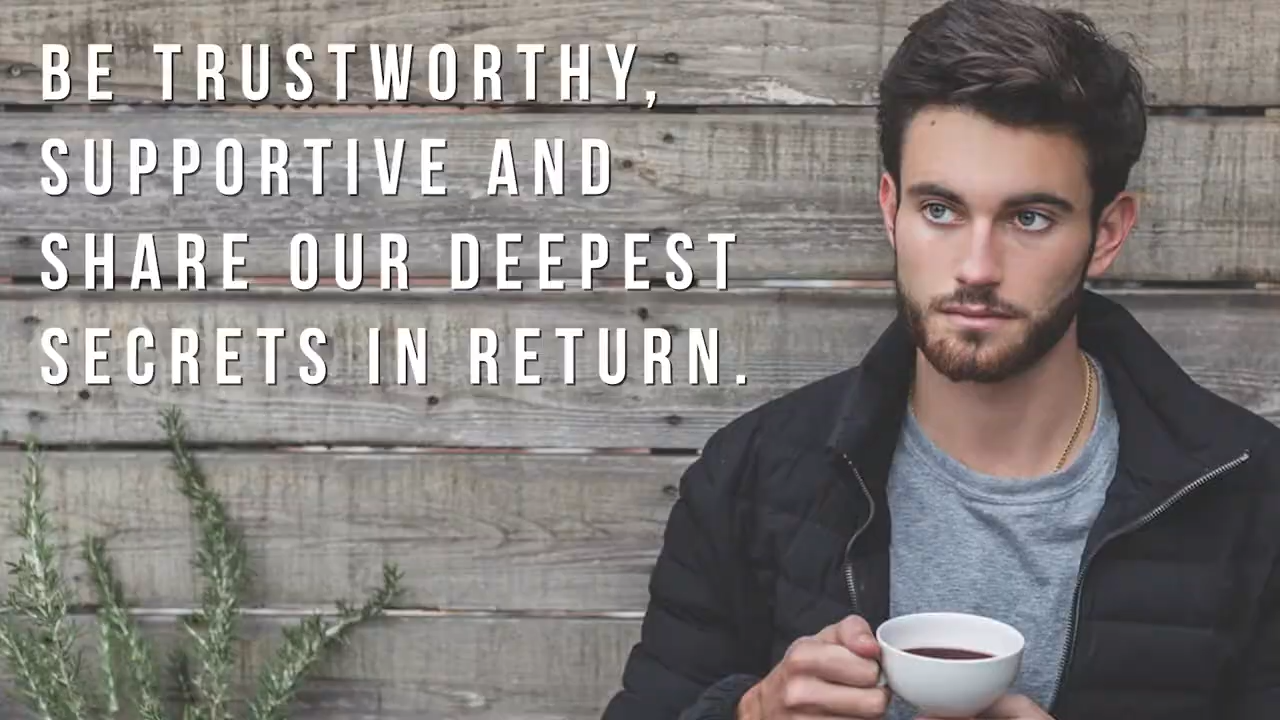 BE TRUSTWORTHY,
SUPPORTIVE AND
SHARE OUR DEEPEST
SECRETS IN RETURN.